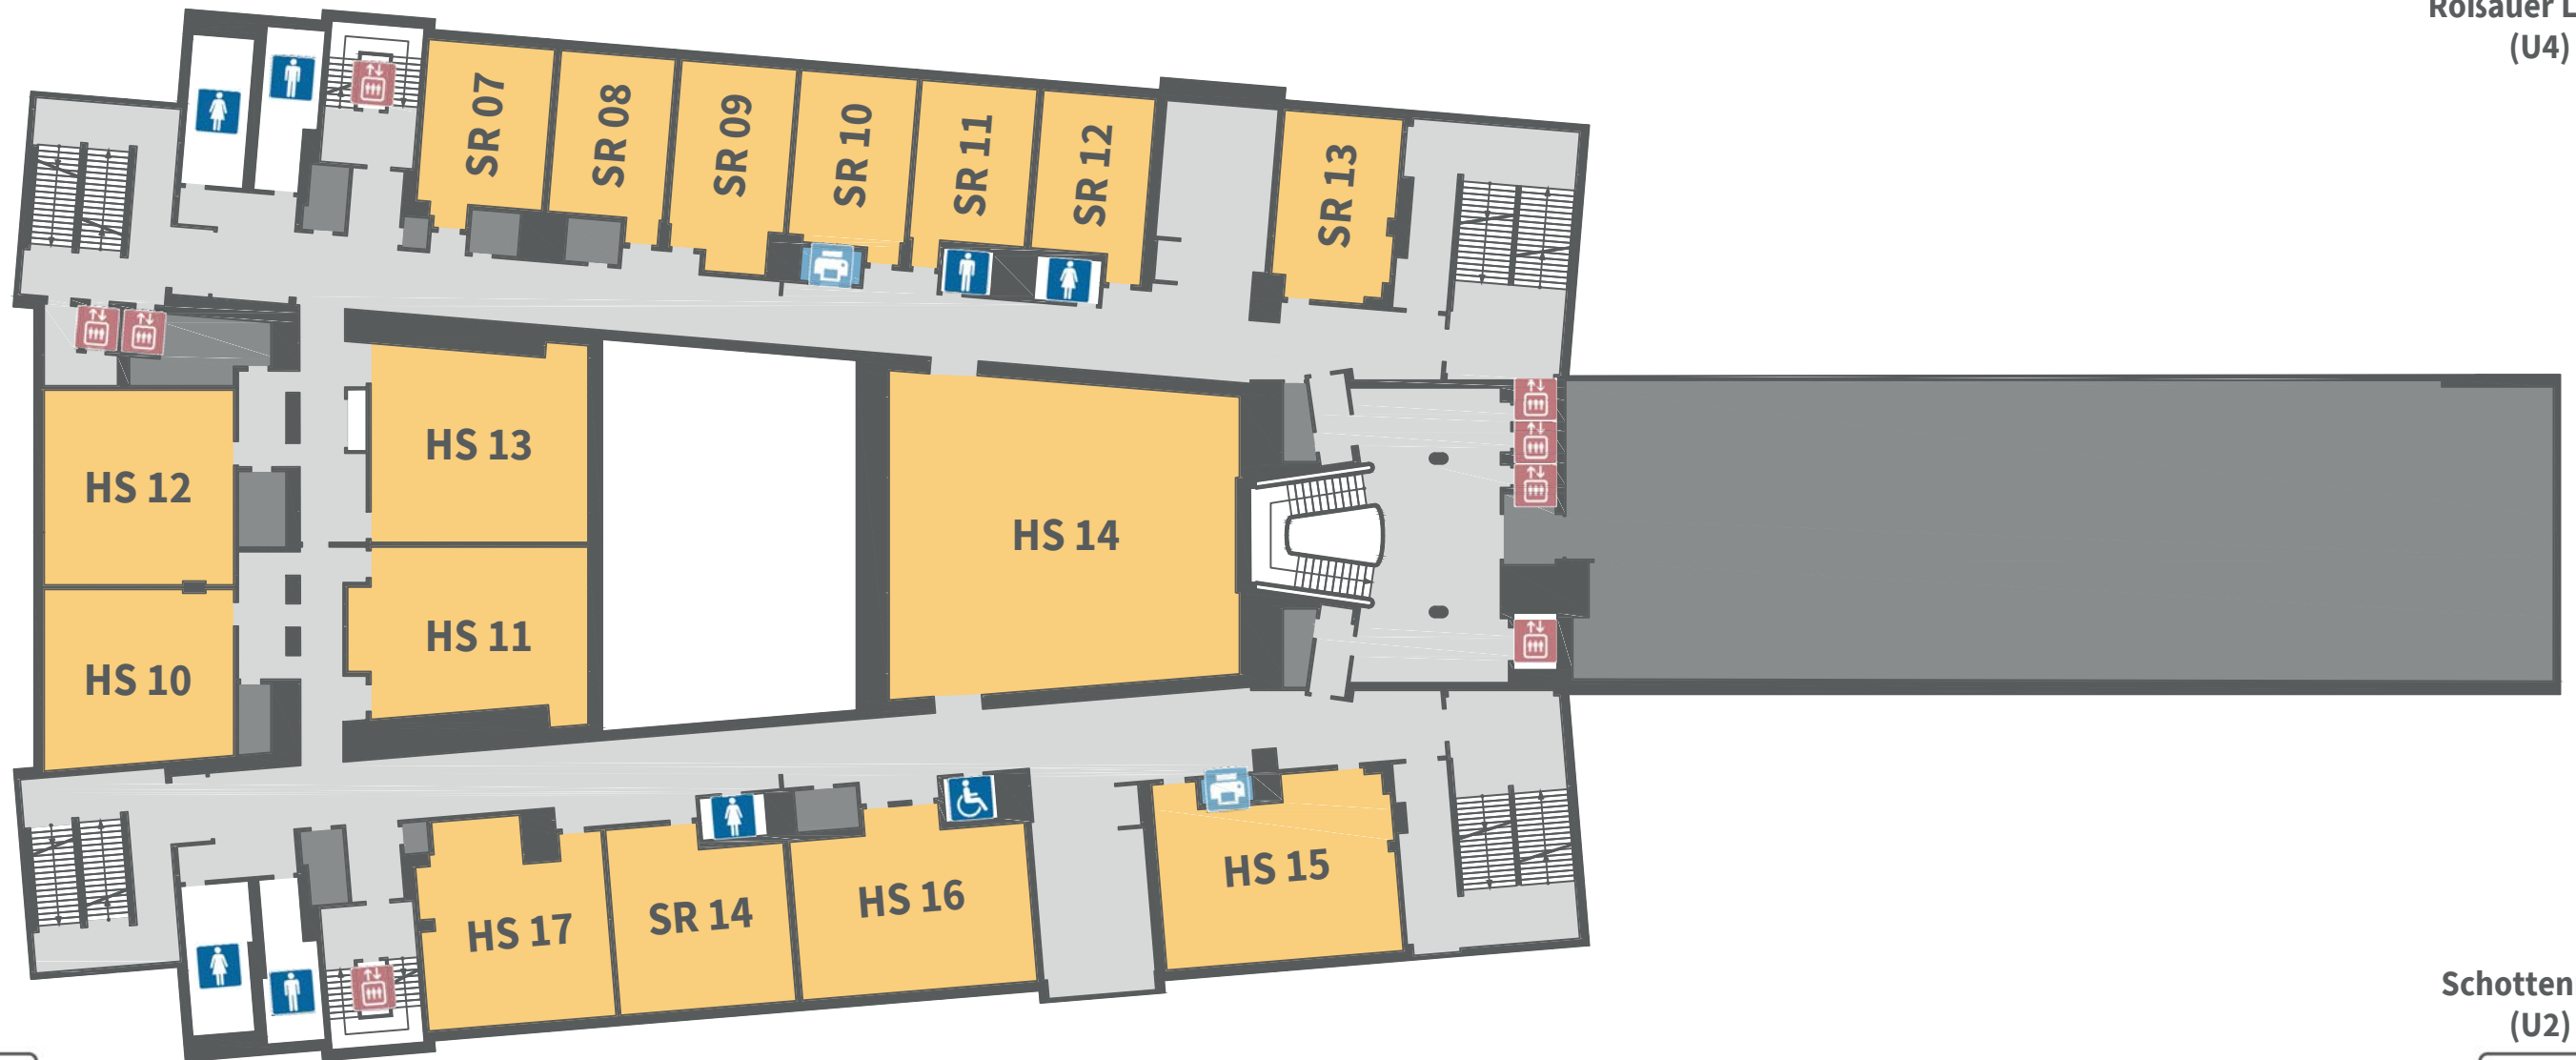 Roßauer L
(U4)
SR 07
SR 08
SR 09
SR 10
SR 11
SR 12
SR 13
HS 13
HS 12
HS 14
HS 11
HS 10
HS 15
HS 16
SR 14
HS 17
Schotten
(U2)